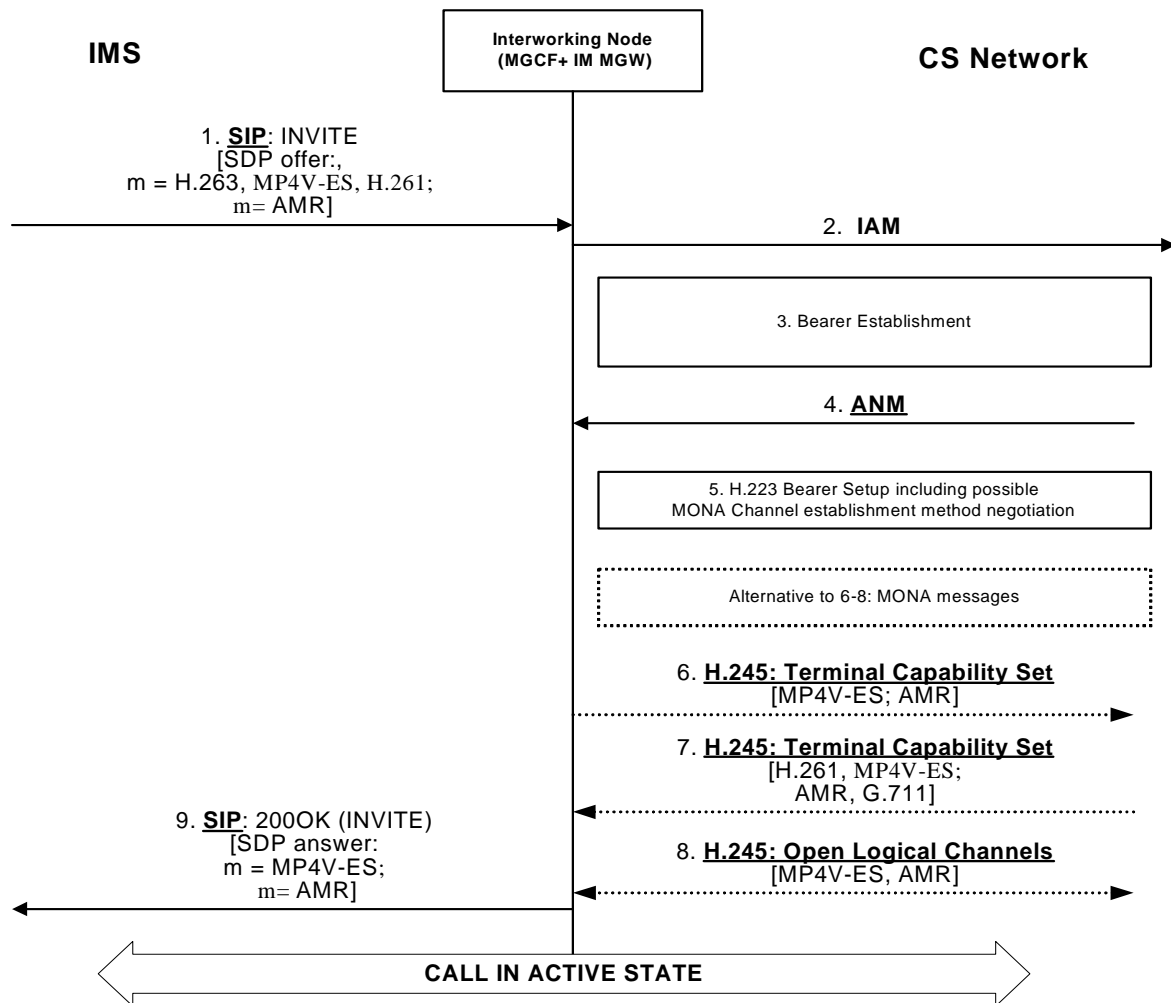 IMS
Interworking Node
(MGCF+ IM MGW)
CS Network
1. SIP: INVITE
[SDP offer:,
m = H.263, MP4V-ES, H.261;
m= AMR]
2. IAM
3. Bearer Establishment
4. ANM
5. H.223 Bearer Setup including possible
MONA Channel establishment method negotiation
Alternative to 6-8: MONA messages
6. H.245: Terminal Capability Set
[MP4V-ES; AMR]
7. H.245: Terminal Capability Set
[H.261, MP4V-ES;
AMR, G.711]
8. H.245: Open Logical Channels
[MP4V-ES, AMR]
9. SIP: 200OK (INVITE)
[SDP answer:
m = MP4V-ES;
m= AMR]
CALL IN ACTIVE STATE